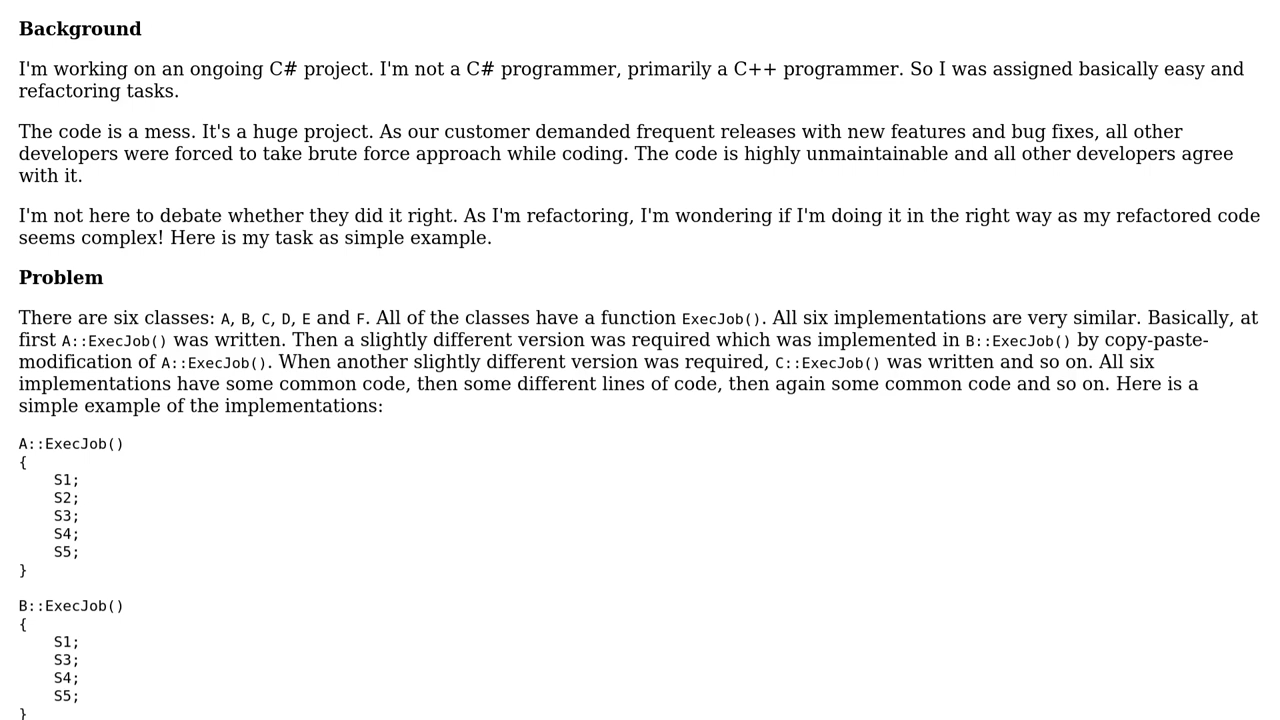 Background
I'm working on an ongoing C# project. I'm not a C# programmer, primarily a C++ programmer. So I was assigned basically easy and
refactoring tasks.
The code is a mess. It's a huge project. As our customer demanded frequent releases with new features and bug fixes, all other
developers were forced to take brute force approach while coding. The code is highly unmaintainable and all other developers agree
with it.
I'm not here to debate whether they did it right. As I'm refactoring, I'm wondering if I'm doing it in the right way as my refactored code
seems complex! Here is my task as simple example.
Problem
There are six classes: A, B, C, D, E and F. All of the classes have a function ExecJob(). All six implementations are very similar. Basically, at
first A::ExecJob() was written. Then a slightly different version was required which was implemented in B::ExecJob() by copy-paste-
modification of A::ExecJob(). When another slightly different version was required, C::ExecJob() was written and so on. All six
implementations have some common code, then some different lines of code, then again some common code and so on. Here is a
simple example of the implementations:
A::ExecJob()
{
    S1;
    S2;
    S3;
    S4;
    S5;
}
B::ExecJob()
{
    S1;
    S3;
    S4;
    S5;
}